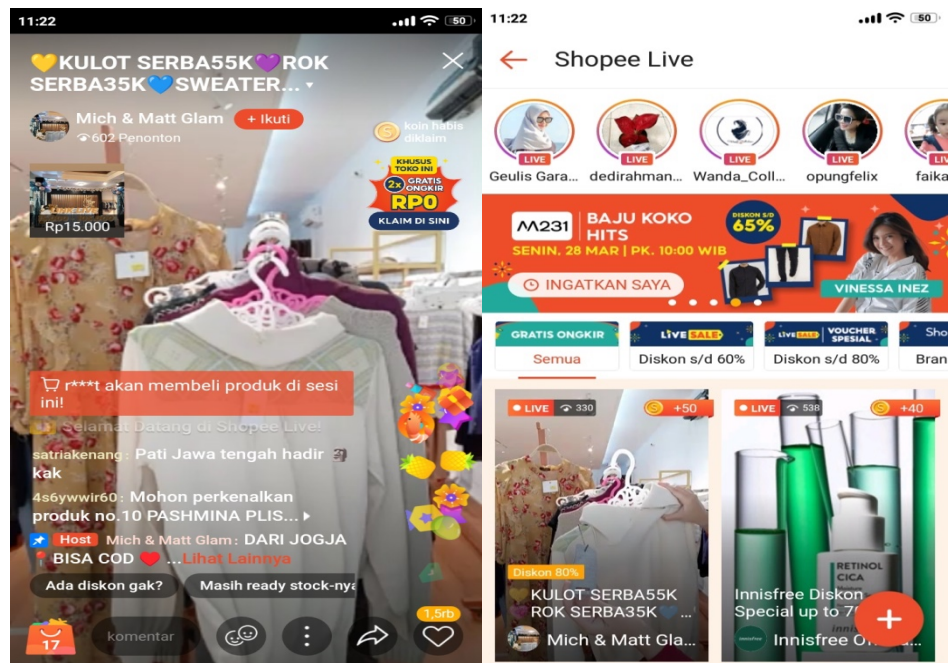 11:22
50
💛KULOT SERBA55K💜ROK
SERBA35K💙SWEATER...
Mich & Matt Glam
+ Ikuti
602 Penonton
koin habis
diklaim
KHUSUS
TOKO INI
2x GRATIS
ONGKIR
RP0
KLAIM DI SINI
Rp15.000
r***t akan membeli produk di sesi
ini!
Selamat Datang di Shopee Live!
satriakenang: Pati Jawa tengah hadir
kak
4s6ywwir60: Mohon perkenalkan
produk no.10 PASHMINA PLIS...
Host Mich & Matt Glam: DARI JOGJA
📍BISA COD ❤️ ...Lihat Lainnya
Ada diskon gak?
Masih ready stock-nya
17
komentar
1,5rb
11:22
50
Shopee Live
LIVE
LIVE
LIVE
LIVE
LIV
Geulis Gara...
dedirahman...
Wanda_Coll...
opungfelix
faika
M231
BAJU KOKO
HITS
DISKON S/D
65%
SENIN, 28 MAR | PK. 10:00 WIB
INGATKAN SAYA
VINESSA INEZ
GRATIS ONGKIR
LIVE SALE
LIVE SALE VOUCHER
SPESIAL
Sho
Semua
Diskon s/d 60%
Diskon s/d 80%
Bran
LIVE 330
+50
Diskon 80%
💛KULOT SERBA55K
ROK SERBA35K💙 ...
Mich & Matt Gla...
LIVE 538
+40
RETINOL
CICA
Innisfree Diskon
Special up to 7
Innisfree O